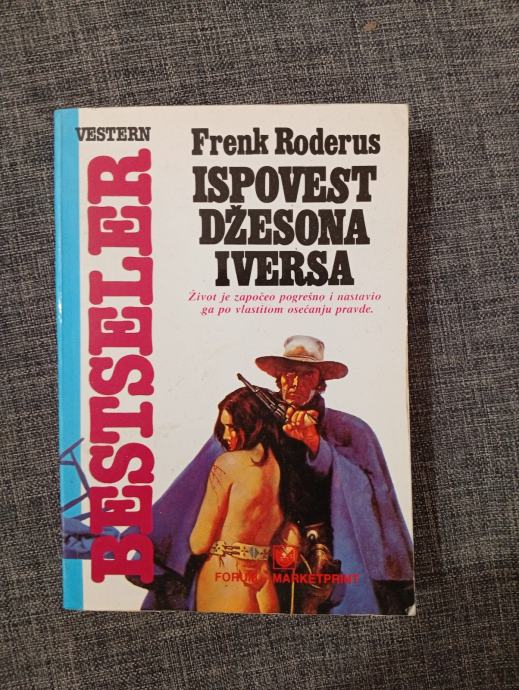 VESTERN
BESTSELER
Frenk Roderus
ISPOVEST
DŽESONA
IVERSA
Život je započeo pogrešno i nastavio
ga po vlastitom osećanju pravde.
FORUM MARKETPRINT